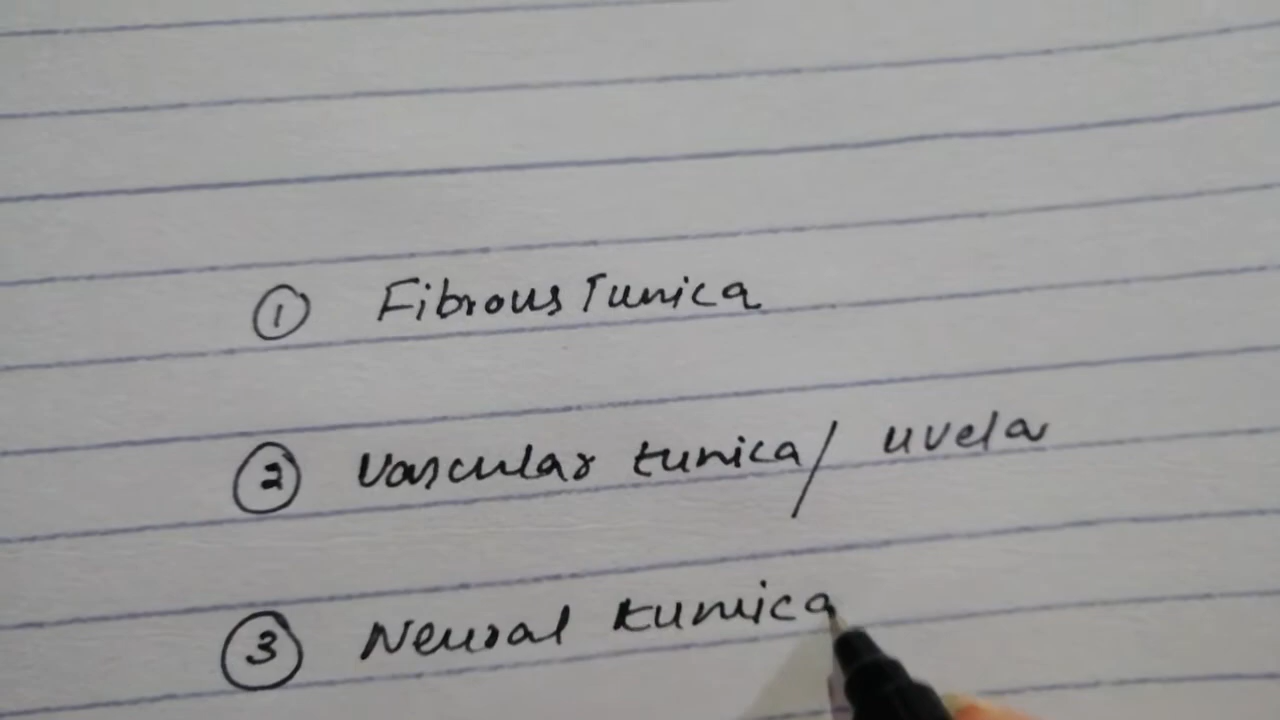 ① Fibrous Tunica
② Vascular tunica/ uvela
③ Neural tunica